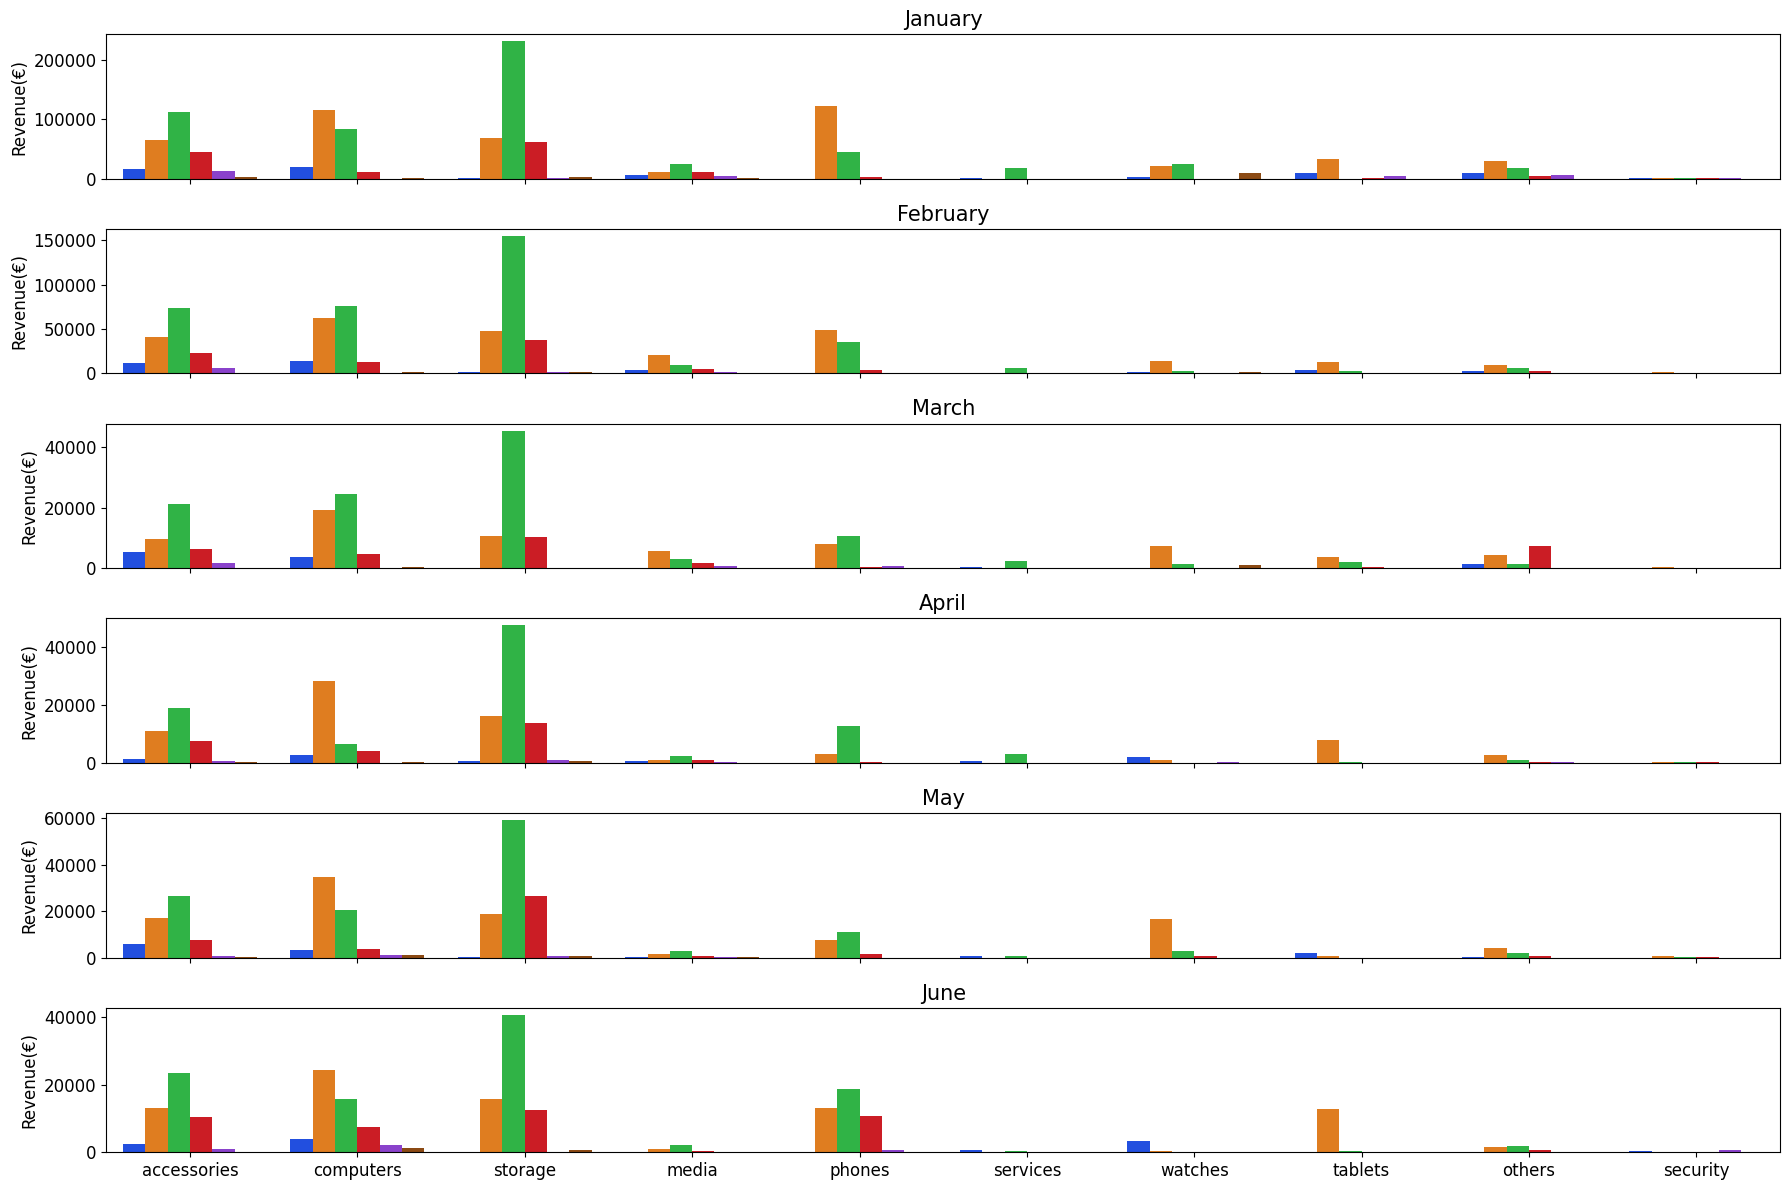 January
200000
100000
0
Revenue(€)
February
150000
100000
50000
0
Revenue(€)
March
40000
20000
0
Revenue(€)
April
40000
20000
0
Revenue(€)
May
60000
40000
20000
0
Revenue(€)
June
40000
20000
0
Revenue(€)
accessories computers storage media phones services watches tablets others security